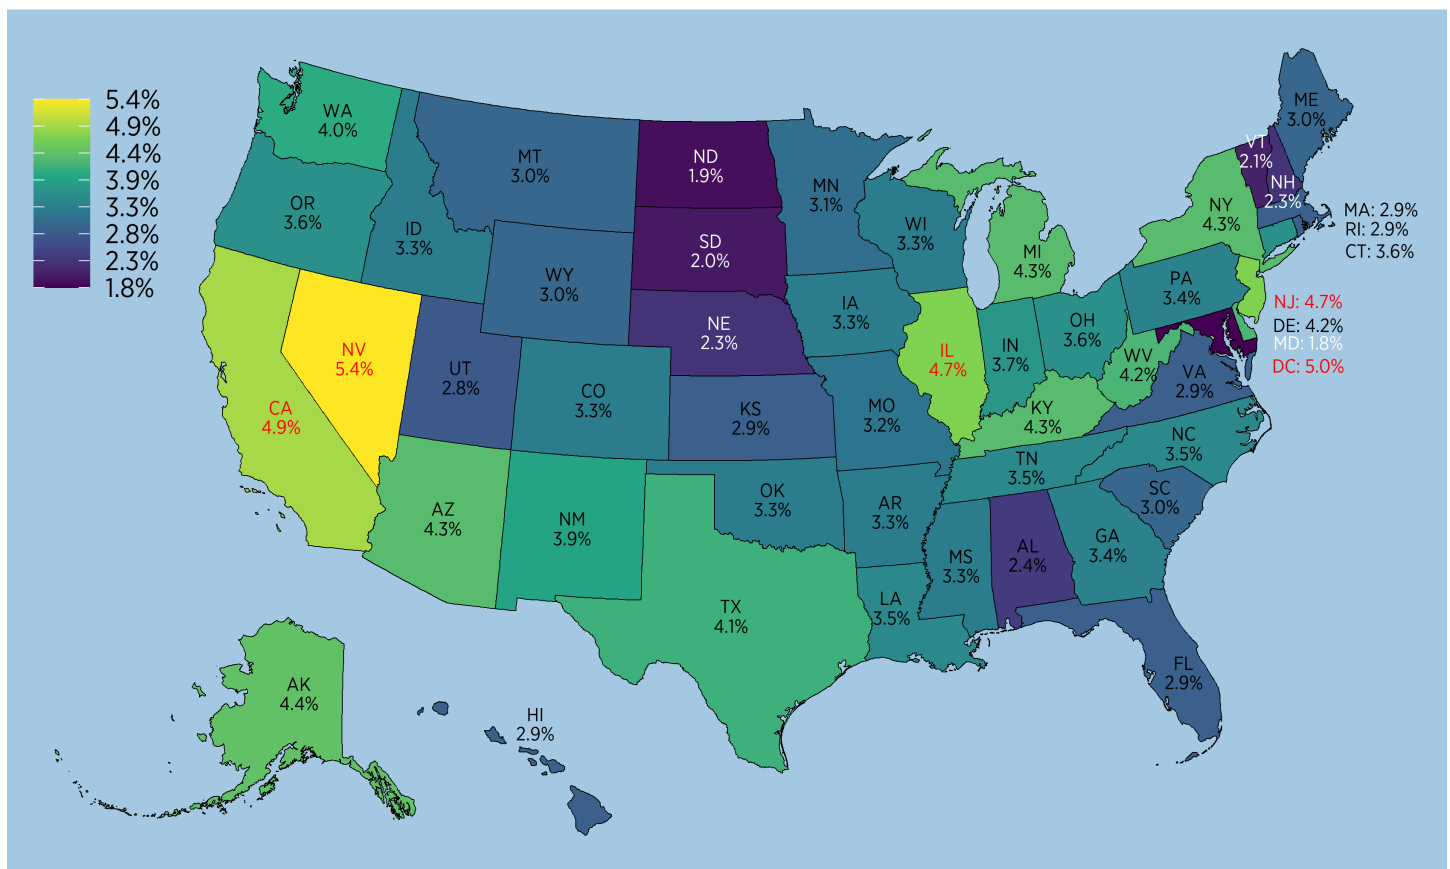 5.4%
4.9%
4.4%
3.9%
3.3%
2.8%
2.3%
1.8%
WA
4.0%
OR
3.6%
CA
4.9%
NV
5.4%
ID
3.3%
MT
3.0%
WY
3.0%
UT
2.8%
CO
3.3%
AZ
4.3%
NM
3.9%
ND
1.9%
SD
2.0%
NE
2.3%
KS
2.9%
OK
3.3%
TX
4.1%
MN
3.1%
IA
3.3%
MO
3.2%
AR
3.3%
LA
3.5%
WI
3.3%
IL
4.7%
MI
4.3%
IN
3.7%
OH
3.6%
KY
4.3%
TN
3.5%
MS
3.3%
AL
2.4%
GA
3.4%
FL
2.9%
SC
3.0%
NC
3.5%
VA
2.9%
WV
4.2%
PA
3.4%
NY
4.3%
VT
2.1%
NH
2.3%
ME
3.0%
MA: 2.9%
RI: 2.9%
CT: 3.6%
NJ: 4.7%
DE: 4.2%
MD: 1.8%
DC: 5.0%
AK
4.4%
HI
2.9%